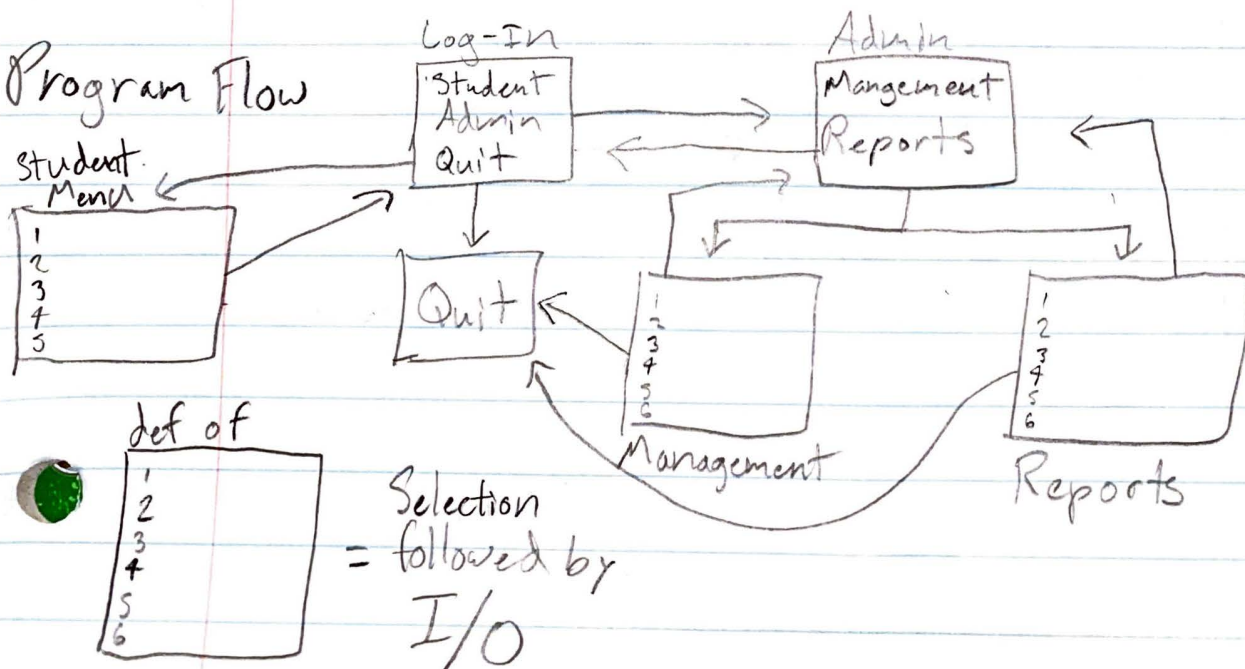 Program Flow
Log-In
Student
Admin
Quit
Admin
Mangement
Reports
Student
Menu
1
2
3
4
5
Quit
1
2
3
4
5
6
Management
1
2
3
4
5
6
Reports
def of
1
2
3
4
5
6
= Selection
followed by
I/O